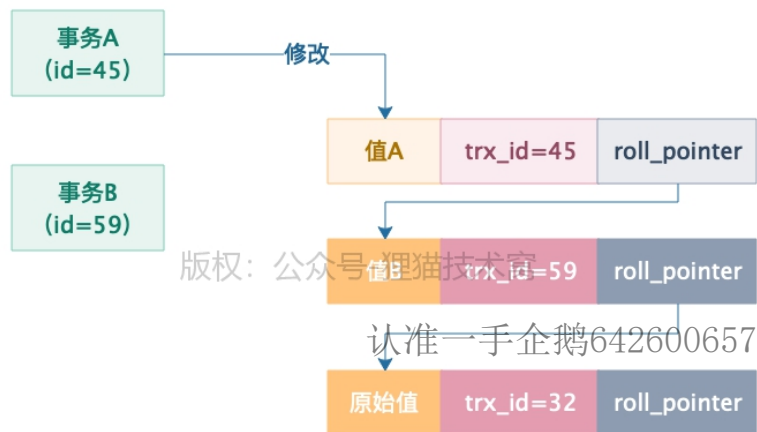 事务A
（id=45）
修改
值A
trx_id=45
roll_pointer
事务B
（id=59）
值B
trx_id=59
roll_pointer
版权：公众号 狸猫技术窝
认准一手企鹅642600657
原始值
trx_id=32
roll_pointer